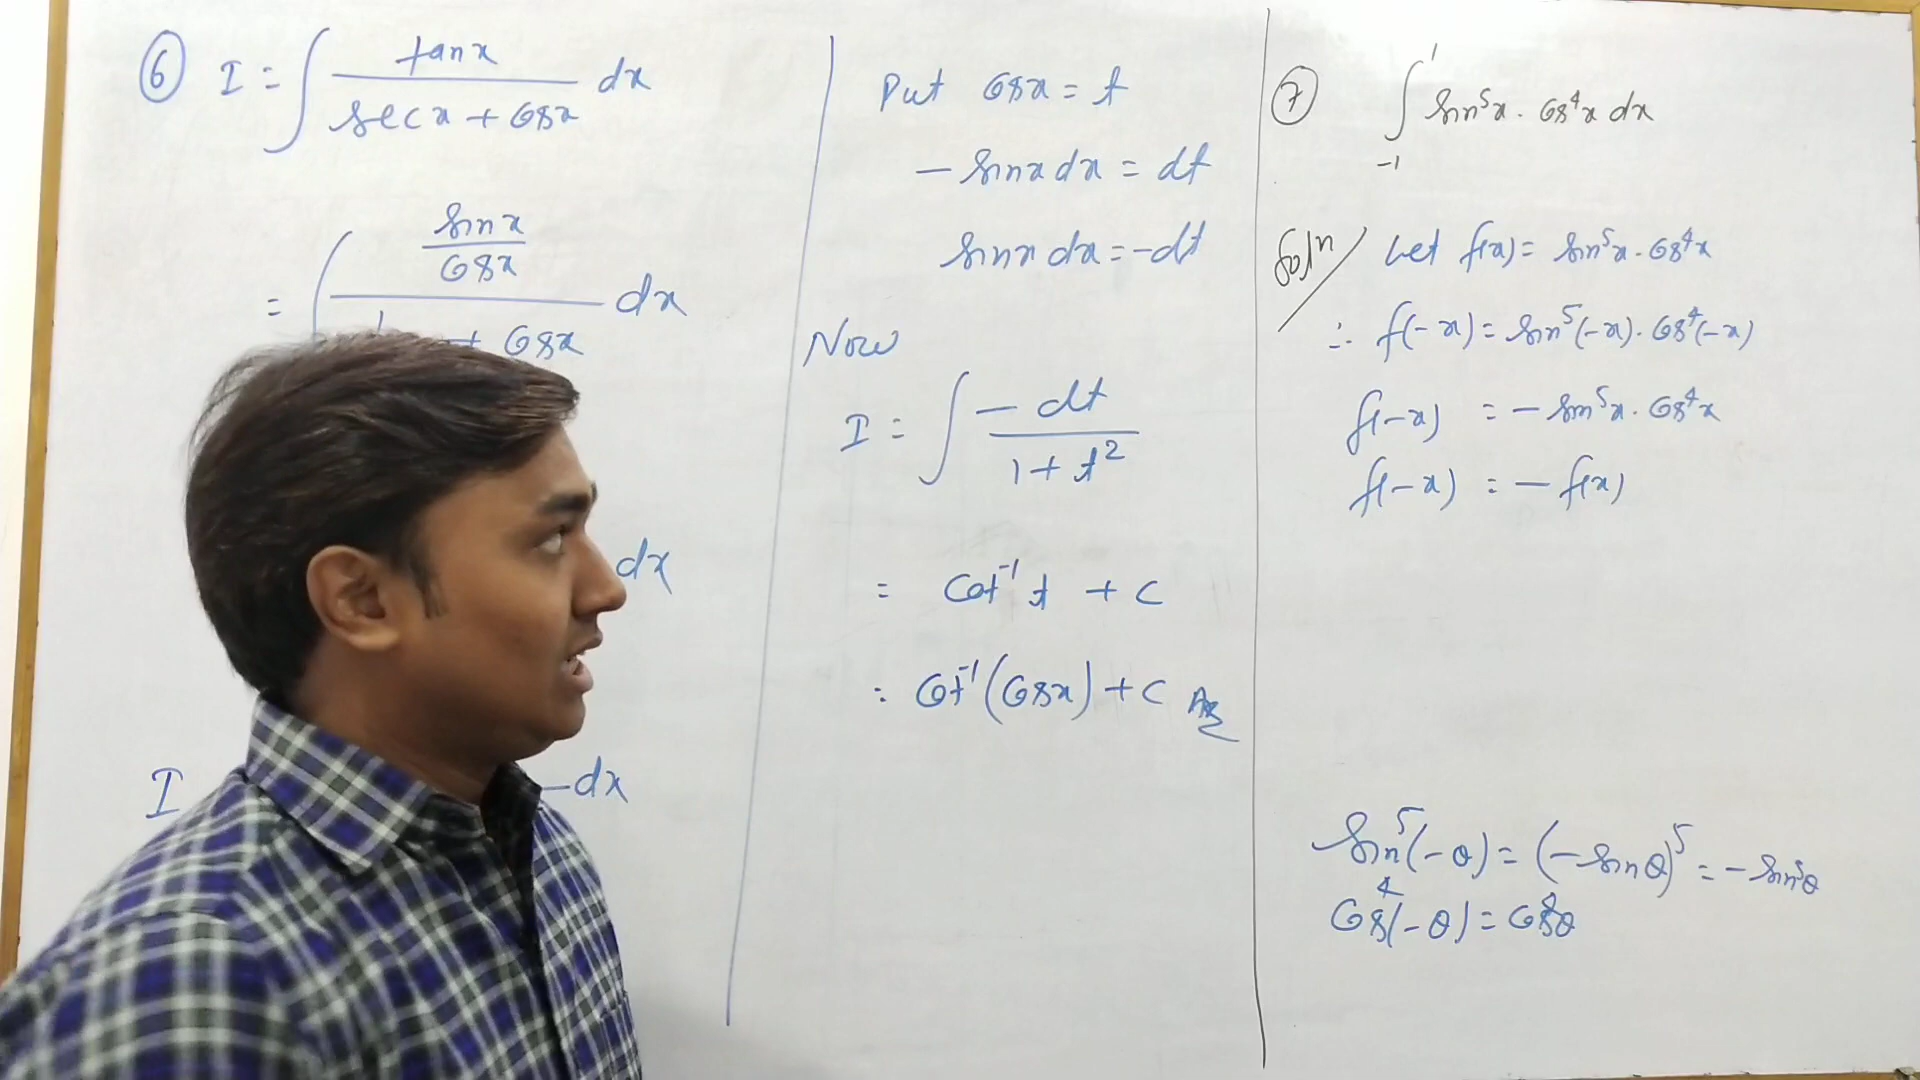 ⑥ I = ∫ tanx / (secx + cosx) dx
= ∫ (sinx / cosx) / ( + cosx) dx
dx
I dx
Put cosx = t
- sinx dx = dt
sinx dx = -dt
Now
I = ∫ -dt / (1 + t²)
= cot⁻¹ t + c
= cot⁻¹(cosx) + c Ans
⑦ ∫₋₁¹ sin⁵x . cos⁴x dx
Solⁿ Let f(x) = sin⁵x . cos⁴x
∴ f(-x) = sin⁵(-x) . cos⁴(-x)
f(-x) = - sin⁵x . cos⁴x
f(-x) = - f(x)
sin⁵(-θ) = (-sinθ)⁵ = - sin⁵θ
cos⁴(-θ) = cos⁴θ